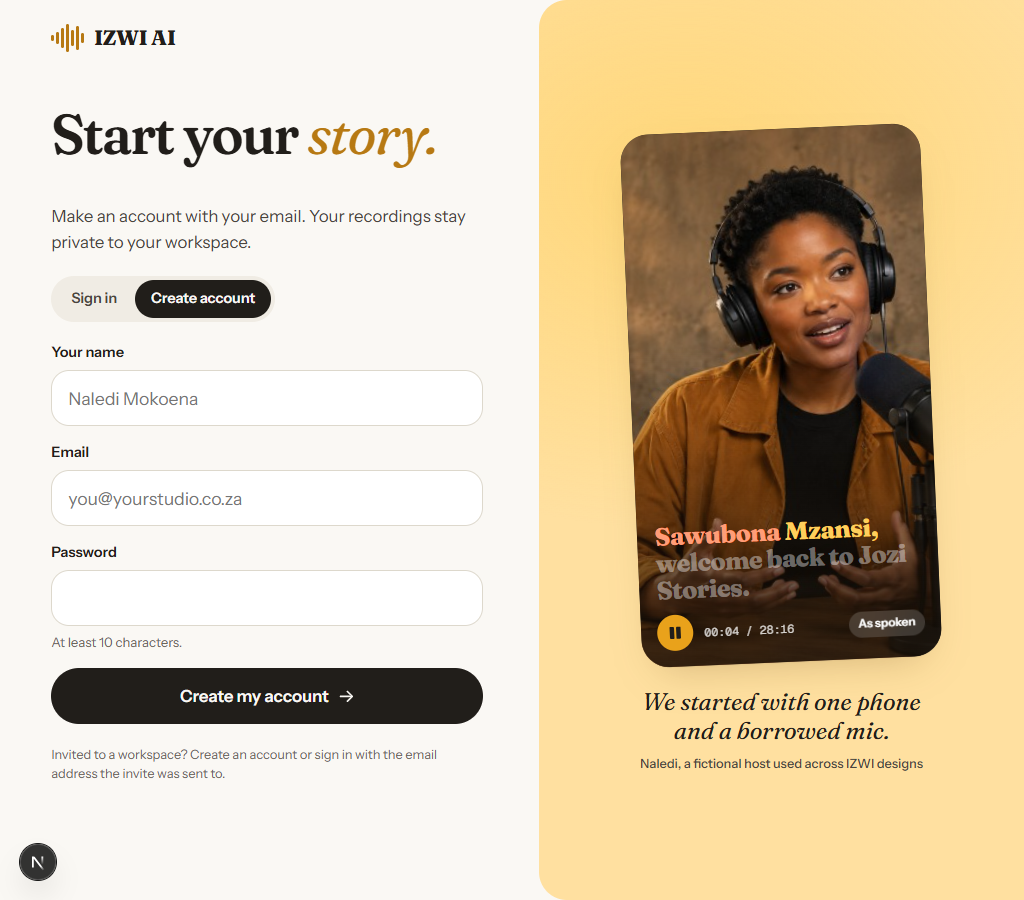 IZWI AI
Start your story.
Make an account with your email. Your recordings stay
private to your workspace.
Sign in
Create account
Your name
Naledi Mokoena
Email
you@yourstudio.co.za
Password
At least 10 characters.
Create my account →
Invited to a workspace? Create an account or sign in with the email
address the invite was sent to.
N
Sawubona Mzansi,
welcome back to Jozi
Stories.
00:04 / 28:16
As spoken
We started with one phone
and a borrowed mic.
Naledi, a fictional host used across IZWI designs